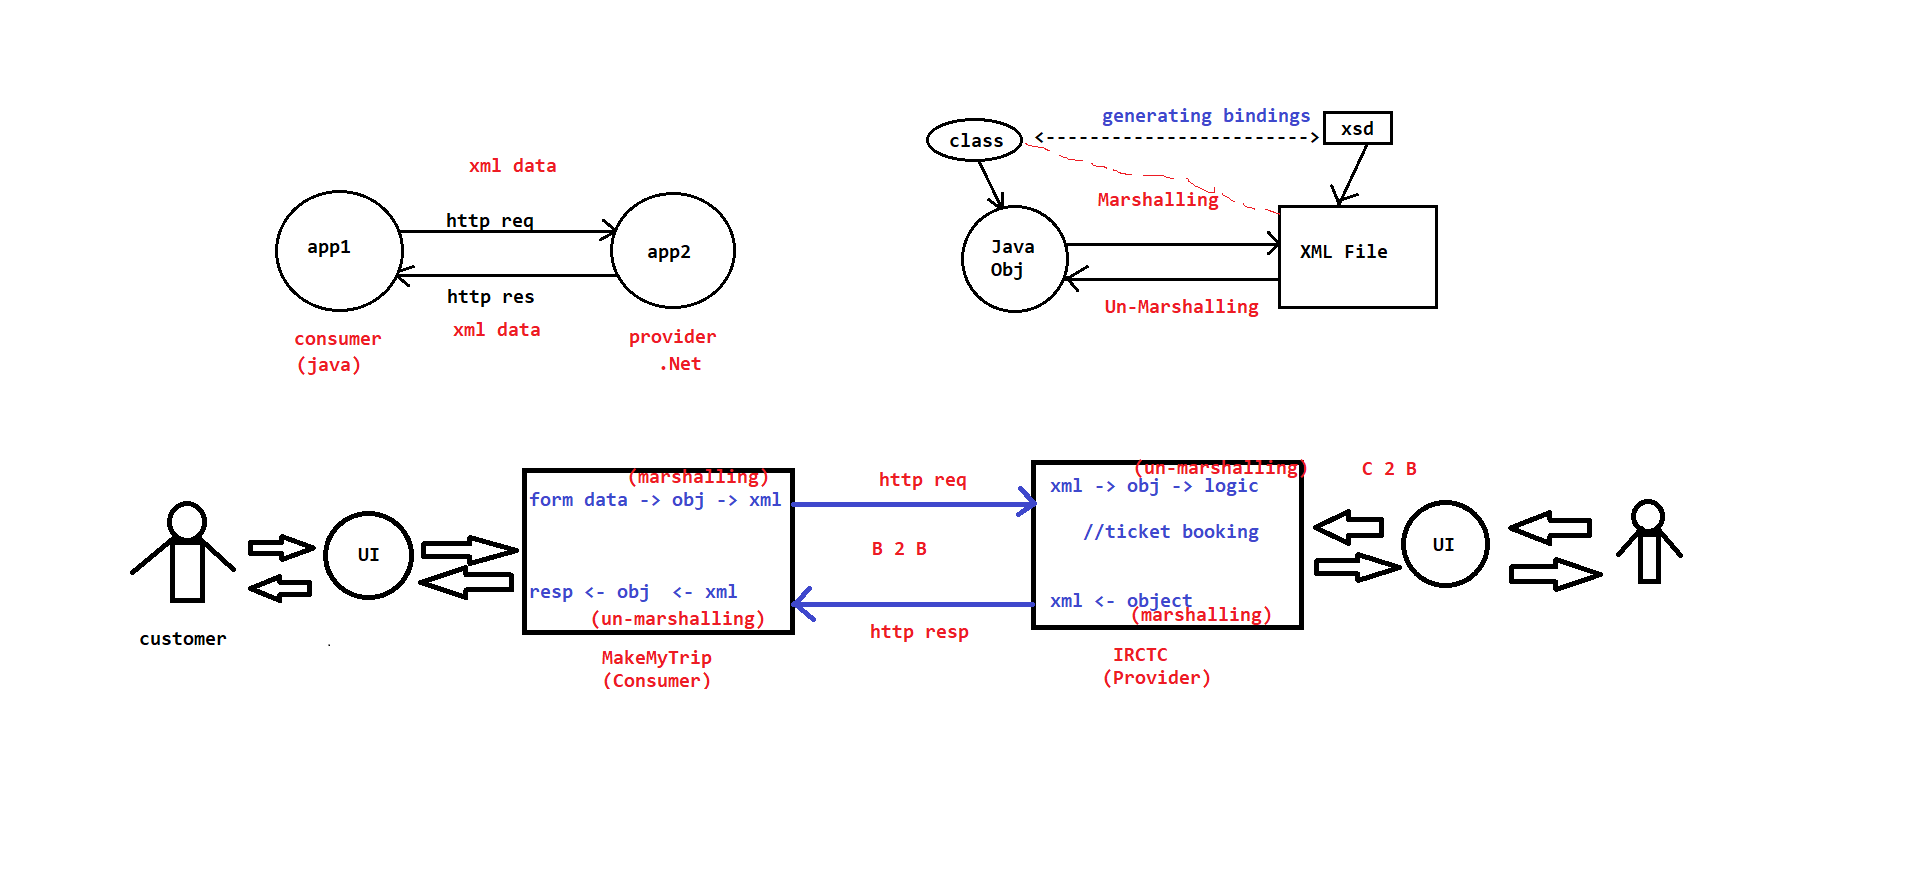 xml data
http req
app1
app2
http res
xml data
consumer
(java)
provider
.Net
generating bindings
class
<------------------------->
xsd
Marshalling
Java
Obj
XML File
Un-Marshalling
(marshalling)
form data -> obj -> xml
UI
resp <- obj  <- xml
(un-marshalling)
customer
MakeMyTrip
(Consumer)
http req
B 2 B
http resp
(un-marshalling)
xml -> obj -> logic
//ticket booking
xml <- object
(marshalling)
IRCTC
(Provider)
C 2 B
UI